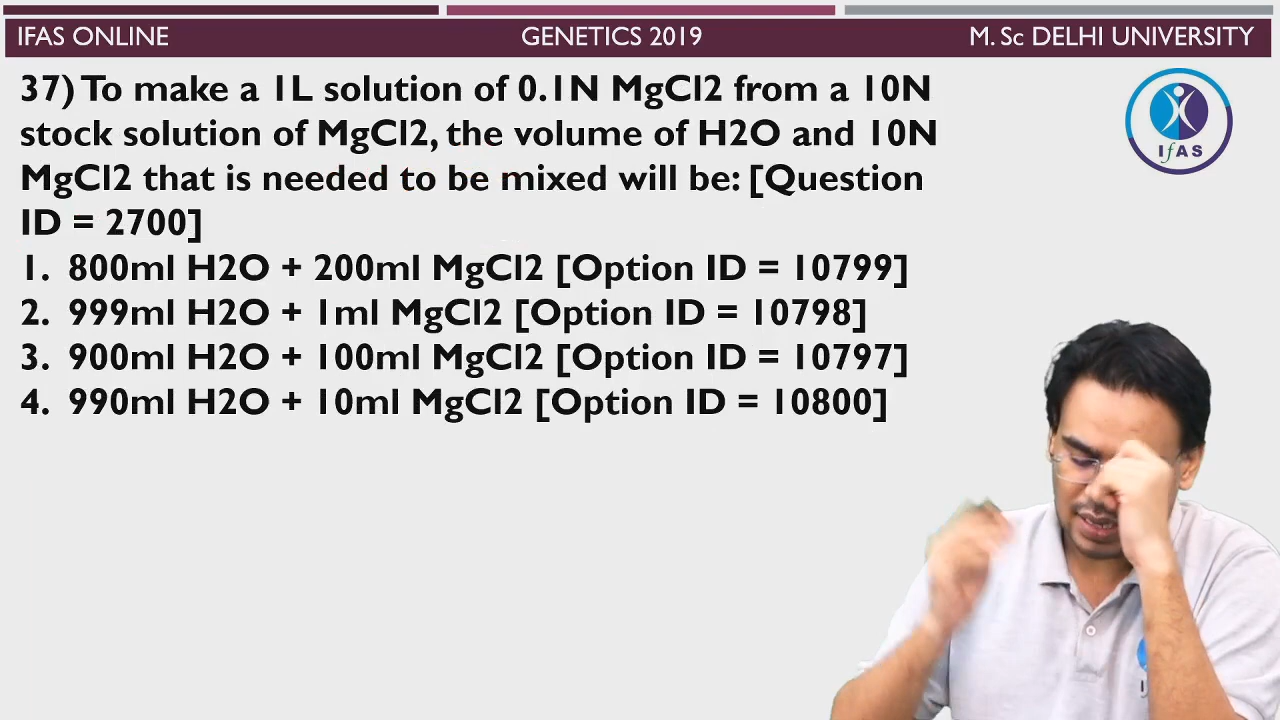 IFAS ONLINE GENETICS 2019 M. Sc DELHI UNIVERSITY
37) To make a 1L solution of 0.1N MgCl2 from a 10N
stock solution of MgCl2, the volume of H2O and 10N
MgCl2 that is needed to be mixed will be: [Question
ID = 2700]
1. 800ml H2O + 200ml MgCl2 [Option ID = 10799]
2. 999ml H2O + 1ml MgCl2 [Option ID = 10798]
3. 900ml H2O + 100ml MgCl2 [Option ID = 10797]
4. 990ml H2O + 10ml MgCl2 [Option ID = 10800]
IfAS